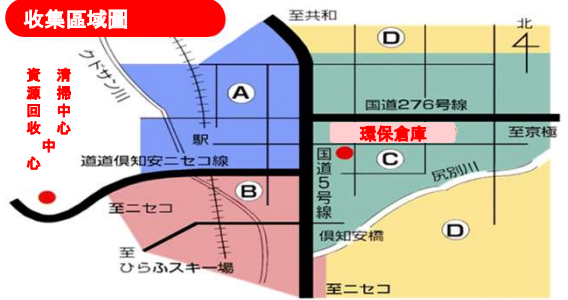 收集區域圖
至共和
北
D
クドサン川
清掃中心
資源回收中心
A
国道276号線
駅
環保倉庫
至京極
道道倶知安ニセコ線
国道5号線
C
尻別川
B
至ニセコ
D
倶知安橋
至
ひらふスキー場
至ニセコ